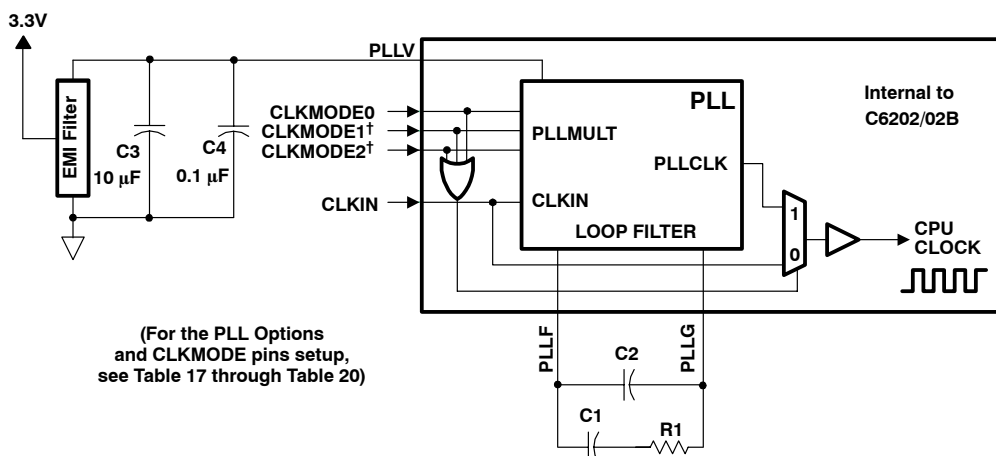 3.3V
PLLV
EMI Filter
C3
10 μF
C4
0.1 μF
CLKMODE0
CLKMODE1†
CLKMODE2†
CLKIN
PLL
PLLMULT
PLLCLK
CLKIN
LOOP FILTER
Internal to
C6202/02B
1
0
CPU
CLOCK
(For the PLL Options
and CLKMODE pins setup,
see Table 17 through Table 20)
PLLF
PLLG
C2
C1
R1